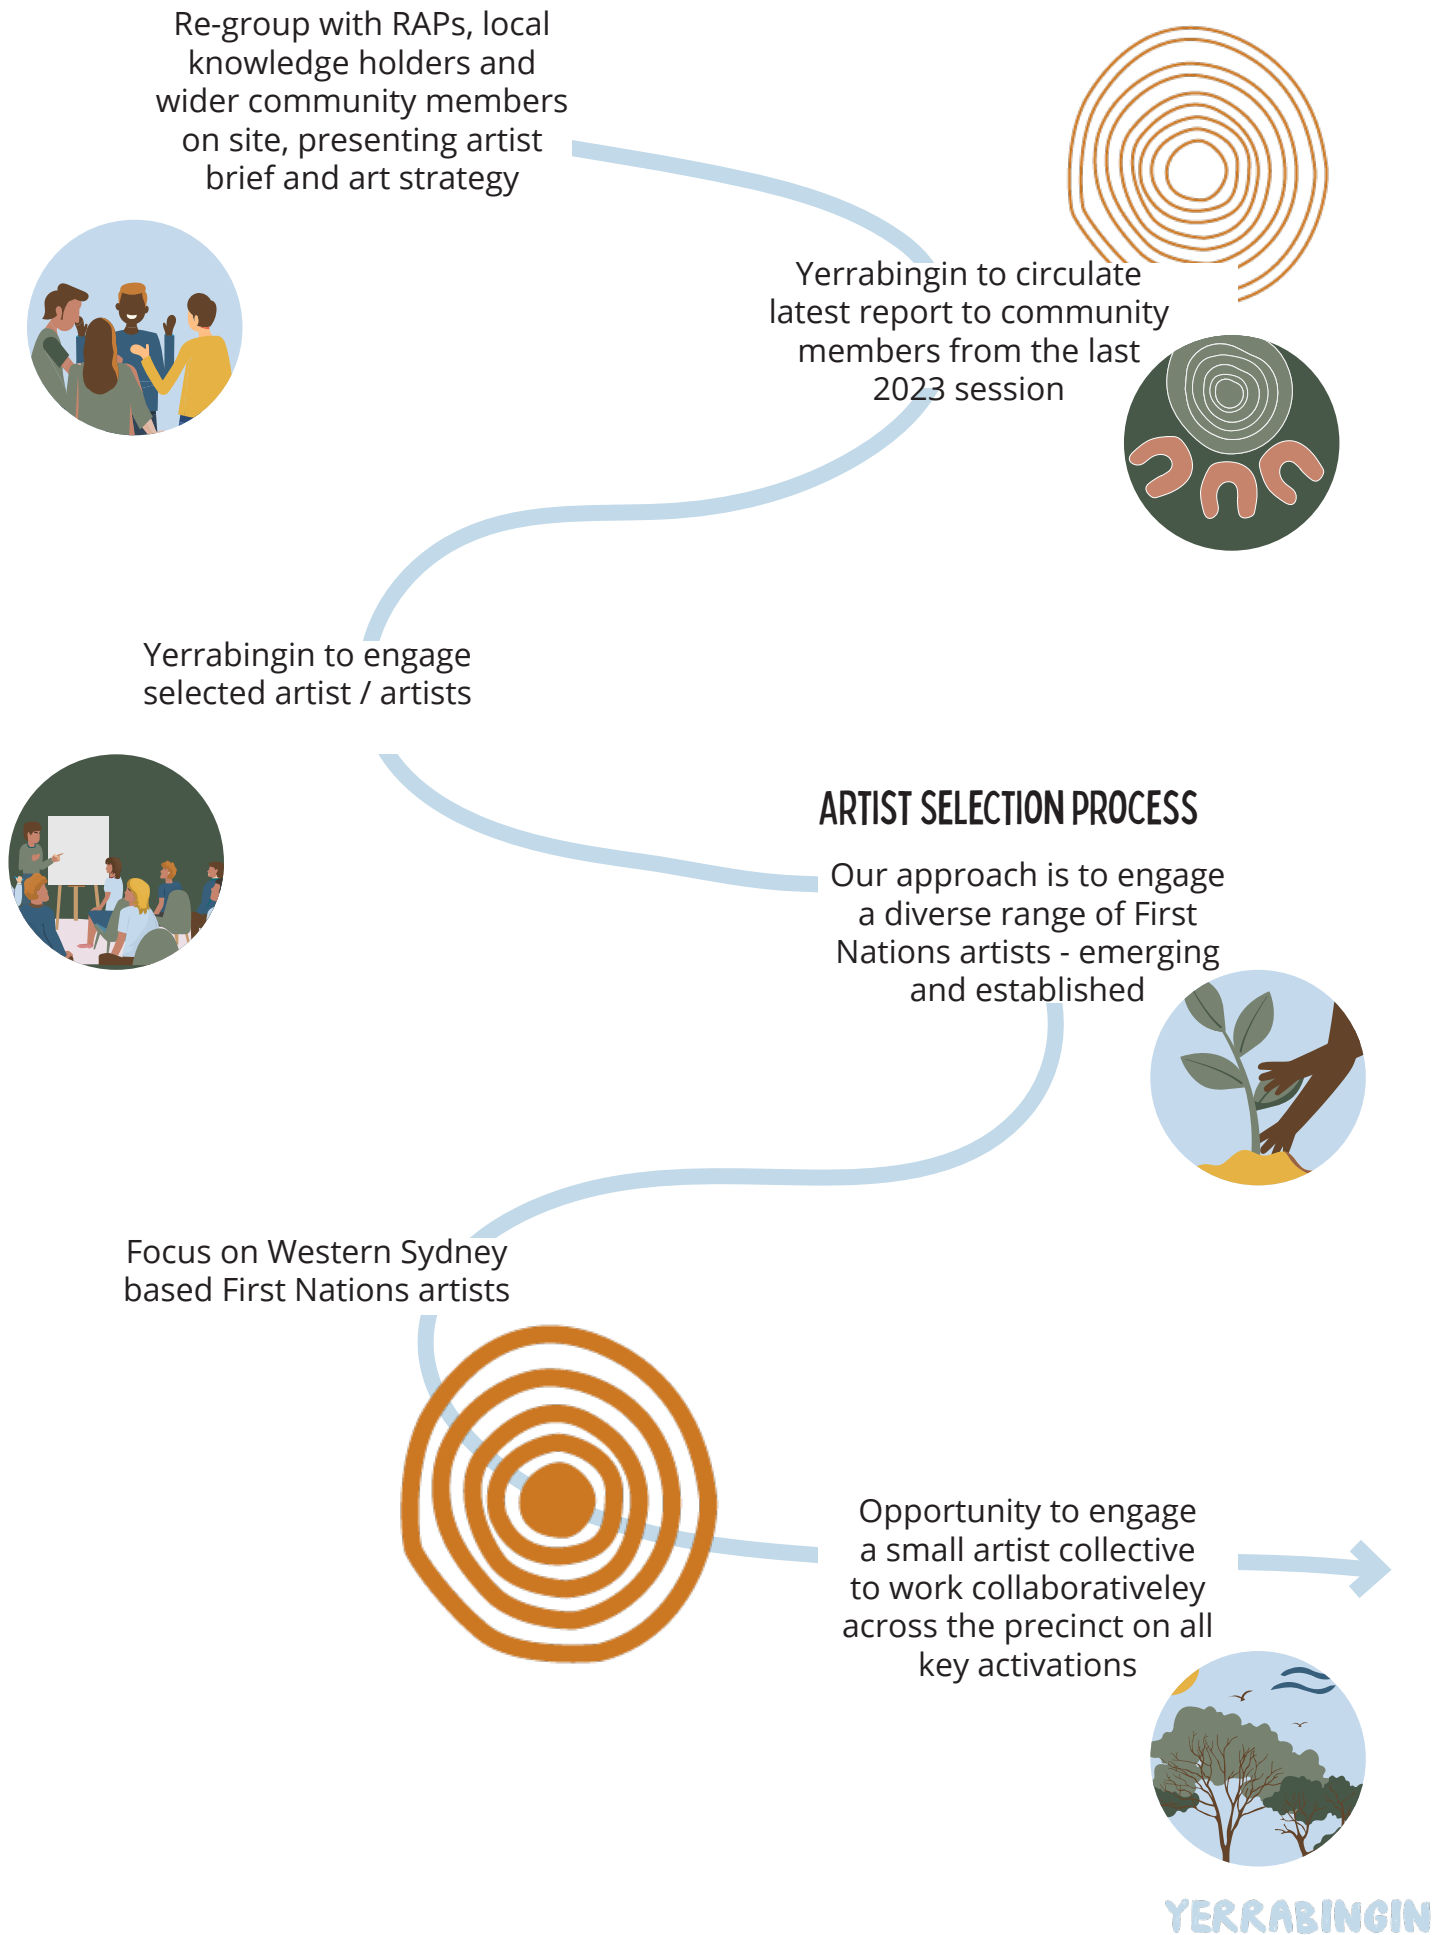 Re-group with RAPs, local
knowledge holders and
wider community members
on site, presenting artist
brief and art strategy
Yerrabingin to circulate
latest report to community
members from the last
2023 session
Yerrabingin to engage
selected artist / artists
ARTIST SELECTION PROCESS
Our approach is to engage
a diverse range of First
Nations artists - emerging
and established
Focus on Western Sydney
based First Nations artists
Opportunity to engage
a small artist collective
to work collaborativeley
across the precinct on all
key activations
YERRABINGIN